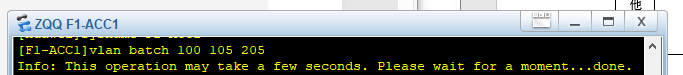 他
ZQQ F1-ACC1
[F1-ACC1]vlan batch 100 105 205
Info: This operation may take a few seconds. Please wait for a moment...done.